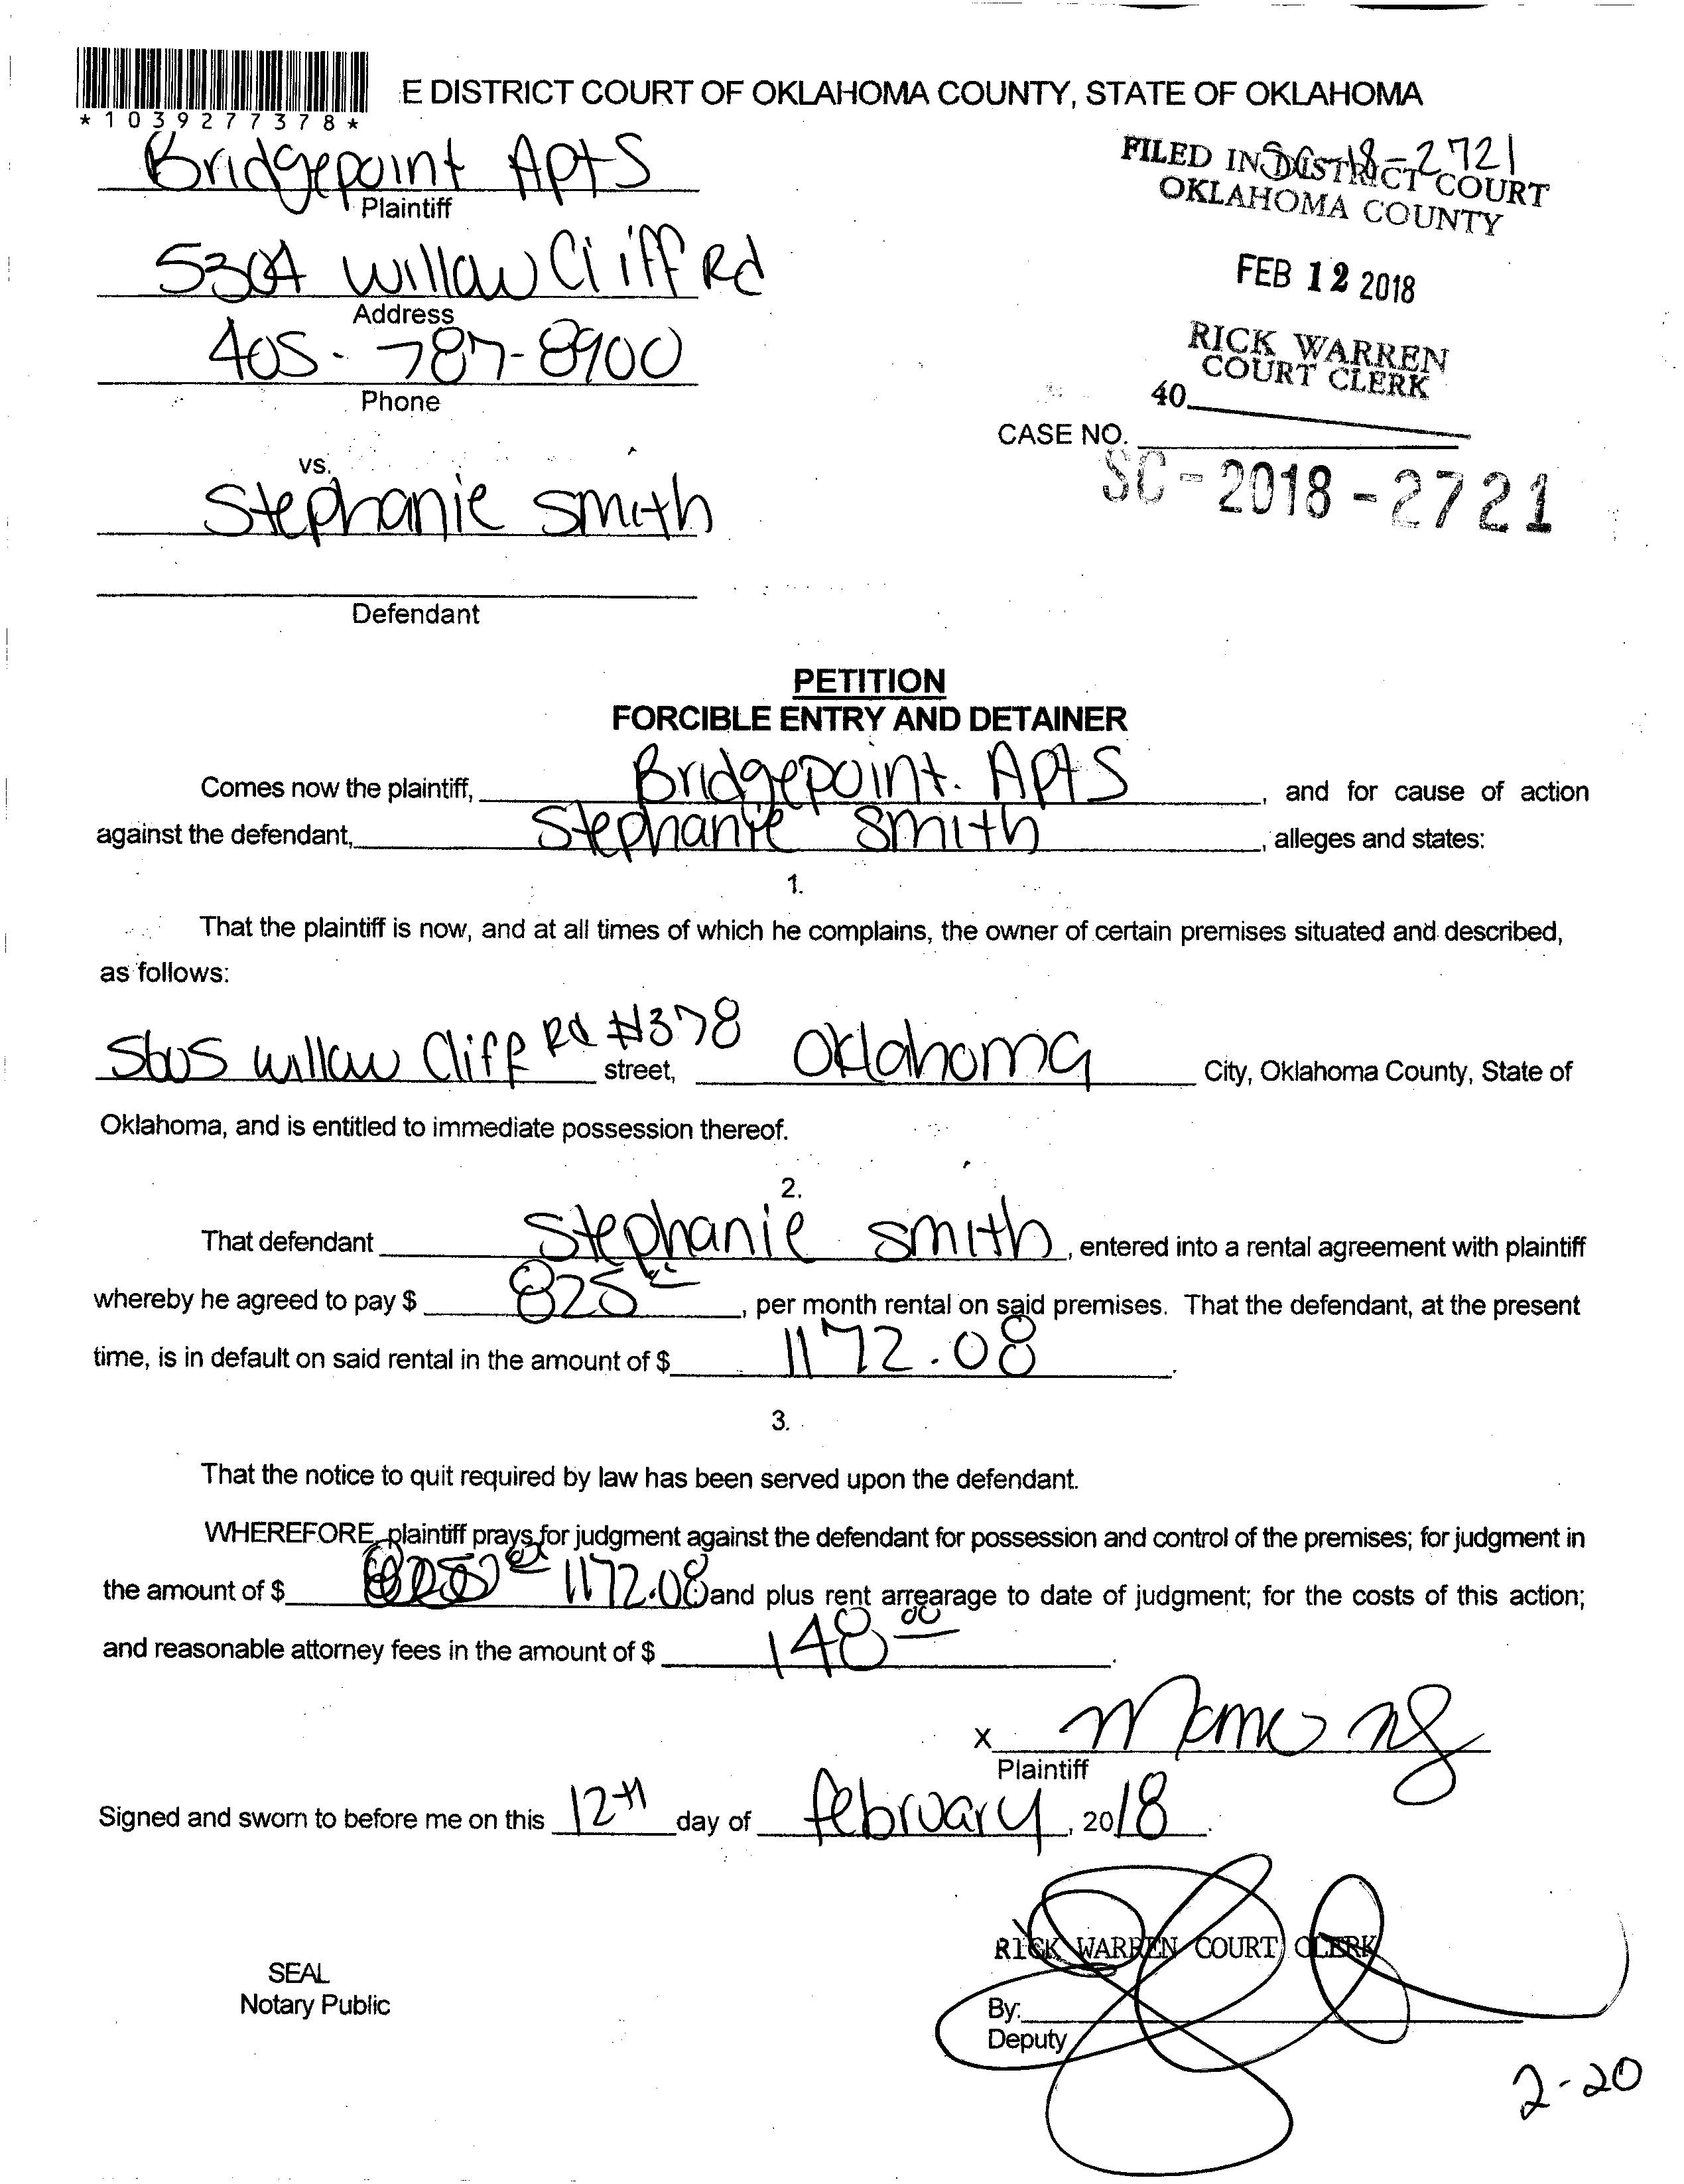 E DISTRICT COURT OF OKLAHOMA COUNTY, STATE OF OKLAHOMA
*1039277378*
Bridgepoint Apts
Plaintiff
SC-18-2721
FILED IN DISTRICT COURT
OKLAHOMA COUNTY
5304 Willow Cliff Rd
Address
FEB 12 2018
405-787-8900
Phone
RICK WARREN
COURT CLERK
40
CASE NO.
SC-2018-2721
vs.
Stephanie Smith
Defendant
PETITION
FORCIBLE ENTRY AND DETAINER
Comes now the plaintiff, Bridgepoint. Apts, and for cause of action
against the defendant, Stephanie Smith, alleges and states:
1.
That the plaintiff is now, and at all times of which he complains, the owner of certain premises situated and described,
as follows:
Willow Cliff Rd #378 street, Oklahoma City, Oklahoma County, State of
Oklahoma, and is entitled to immediate possession thereof.
2.
That defendant Stephanie Smith, entered into a rental agreement with plaintiff
whereby he agreed to pay $ 825, per month rental on said premises. That the defendant, at the present
time, is in default on said rental in the amount of $ 1172.08.
3.
That the notice to quit required by law has been served upon the defendant.
WHEREFORE, plaintiff prays for judgment against the defendant for possession and control of the premises; for judgment in
the amount of $ 1172.08 and plus rent arrearage to date of judgment; for the costs of this action;
and reasonable attorney fees in the amount of $ 148 00.
X
Plaintiff
Signed and sworn to before me on this 12th day of february, 2018.
RICK WARREN COURT CLERK
SEAL
Notary Public
By:
Deputy
2-20